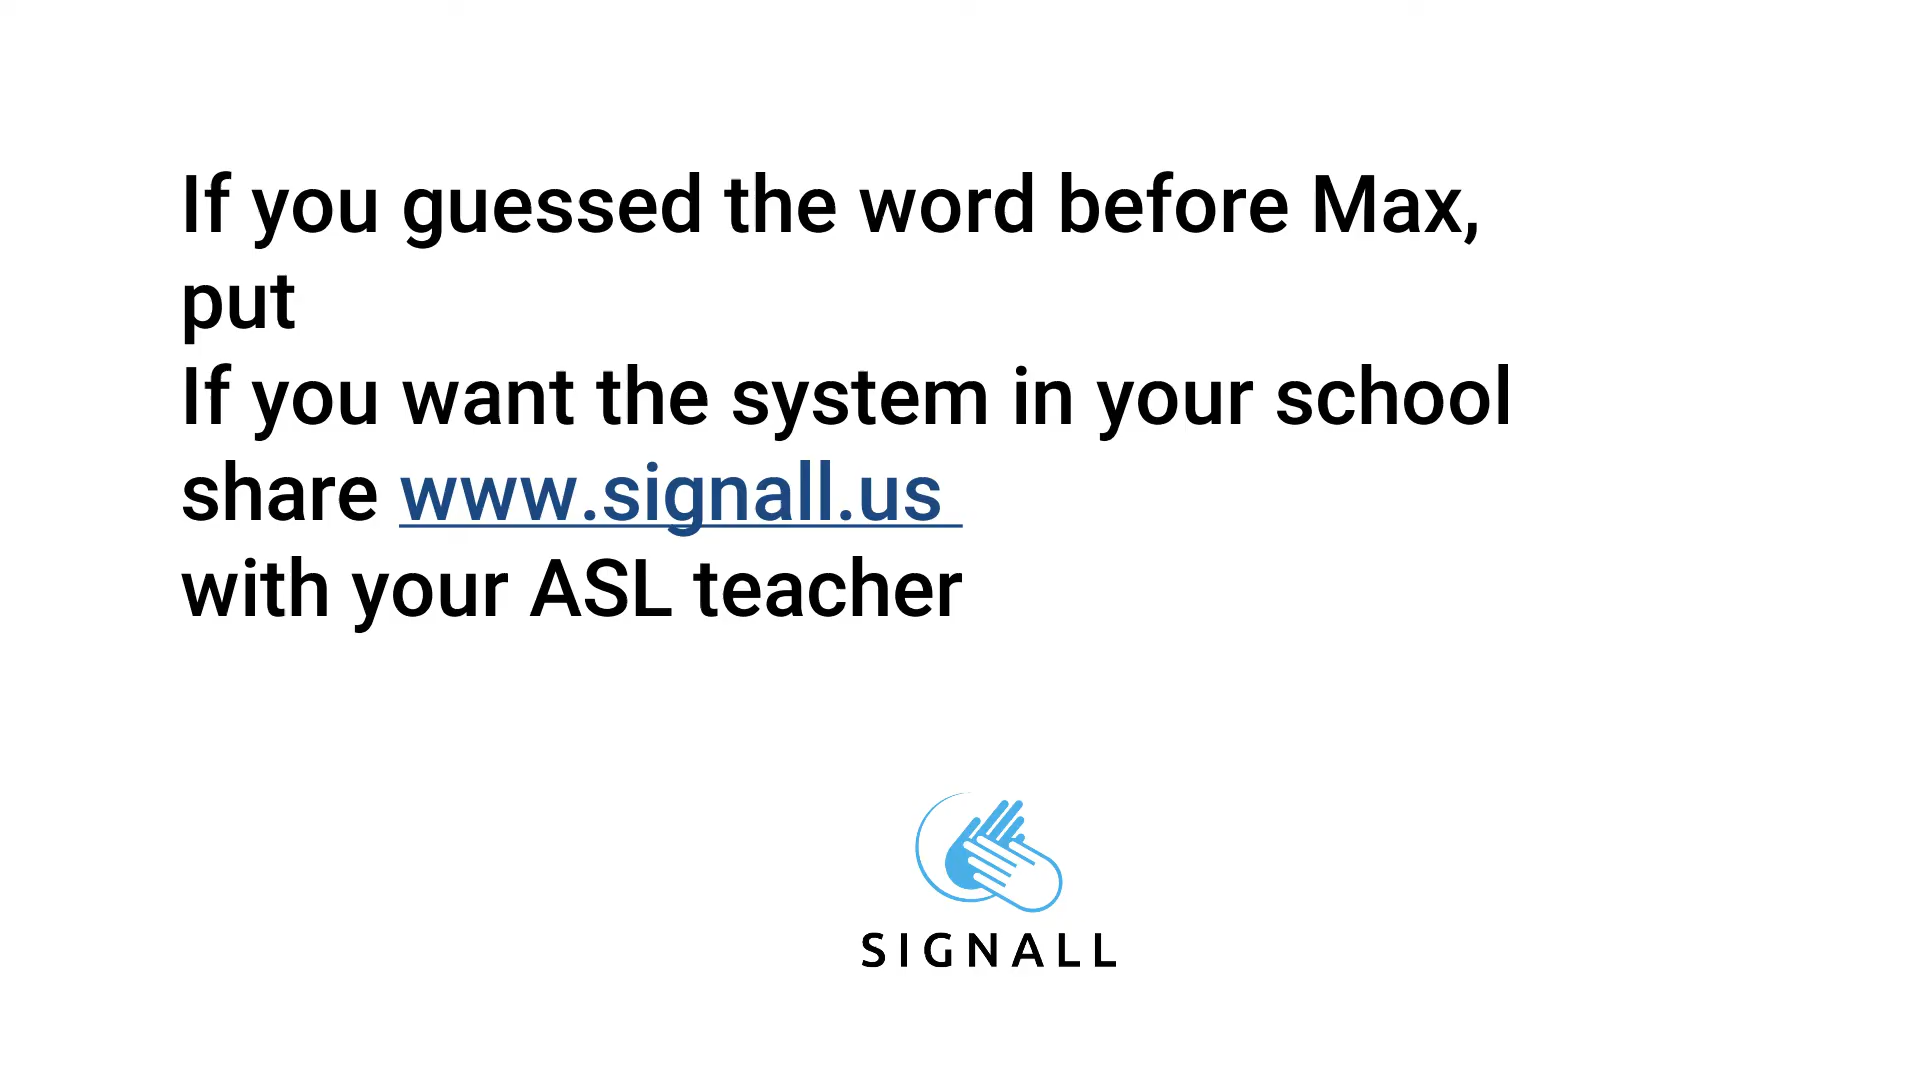 If you guessed the word before Max,
put
If you want the system in your school
share www.signall.us
with your ASL teacher
SIGNALL